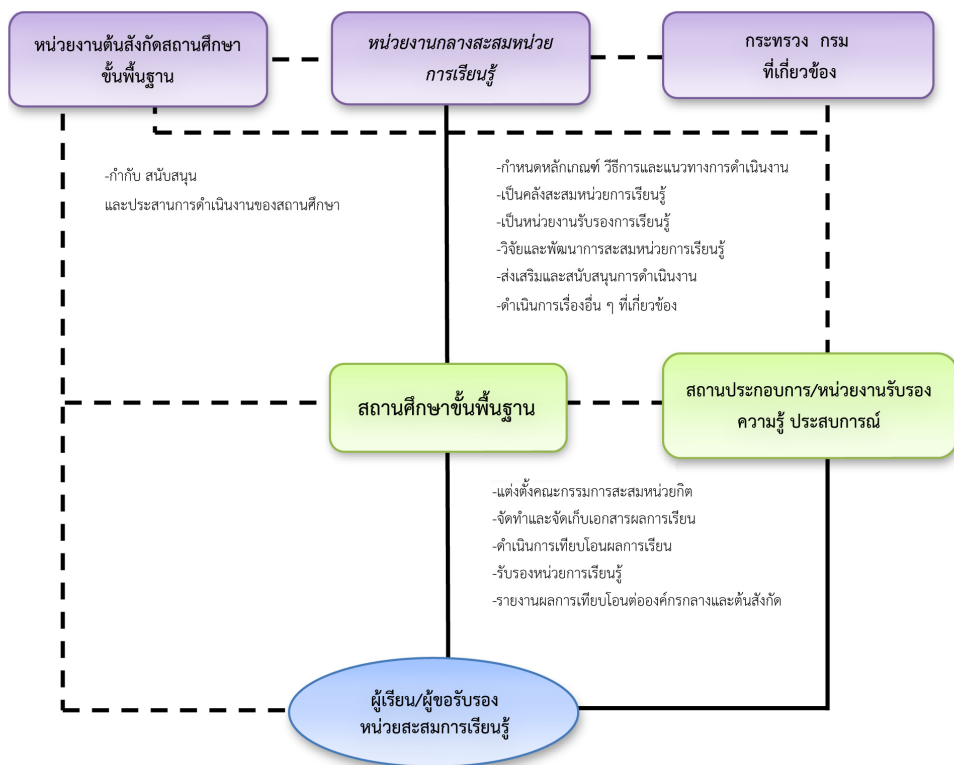 หน่วยงานต้นสังกัดสถานศึกษา
ขั้นพื้นฐาน
หน่วยงานกลางสะสมหน่วย
การเรียนรู้
กระทรวง กรม
ที่เกี่ยวข้อง
-กำกับ สนับสนุน
และประสานการดำเนินงานของสถานศึกษา
-กำหนดหลักเกณฑ์ วีธีการและแนวทางการดำเนินงาน
-เป็นคลังสะสมหน่วยการเรียนรู้
-เป็นหน่วยงานรับรองการเรียนรู้
-วิจัยและพัฒนาการสะสมหน่วยการเรียนรู้
-ส่งเสริมและสนับสนุนการดำเนินงาน
-ดำเนินการเรื่องอื่น ๆ ที่เกี่ยวข้อง
สถานศึกษาขั้นพื้นฐาน
สถานประกอบการ/หน่วยงานรับรอง
ความรู้ ประสบการณ์
-แต่งตั้งคณะกรรมการสะสมหน่วยกิต
-จัดทำและจัดเก็บเอกสารผลการเรียน
-ดำเนินการเทียบโอนผลการเรียน
-รับรองหน่วยการเรียนรู้
-รายงานผลการเทียบโอนต่อองค์กรกลางและต้นสังกัด
ผู้เรียน/ผู้ขอรับรอง
หน่วยสะสมการเรียนรู้